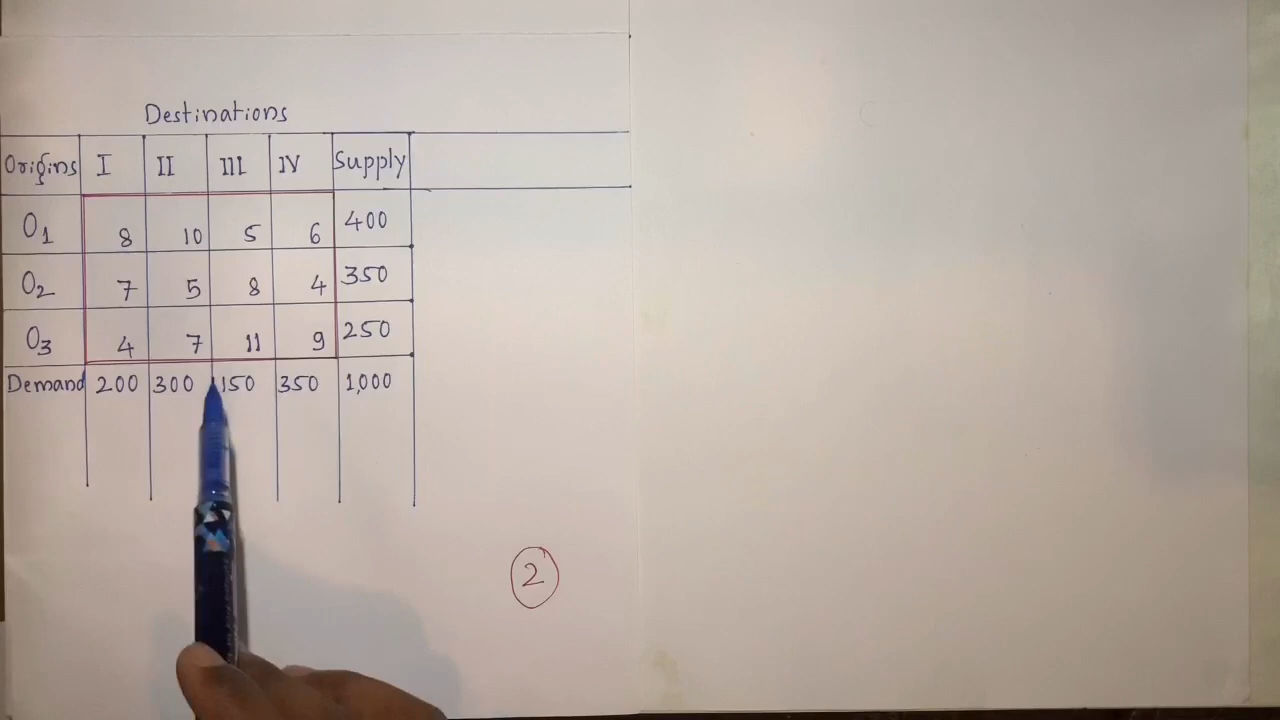 Destinations
Origins I II III IV Supply
O1 8 10 5 6 400
O2 7 5 8 4 350
O3 4 7 11 9 250
Demand 200 300 150 350 1,000
2